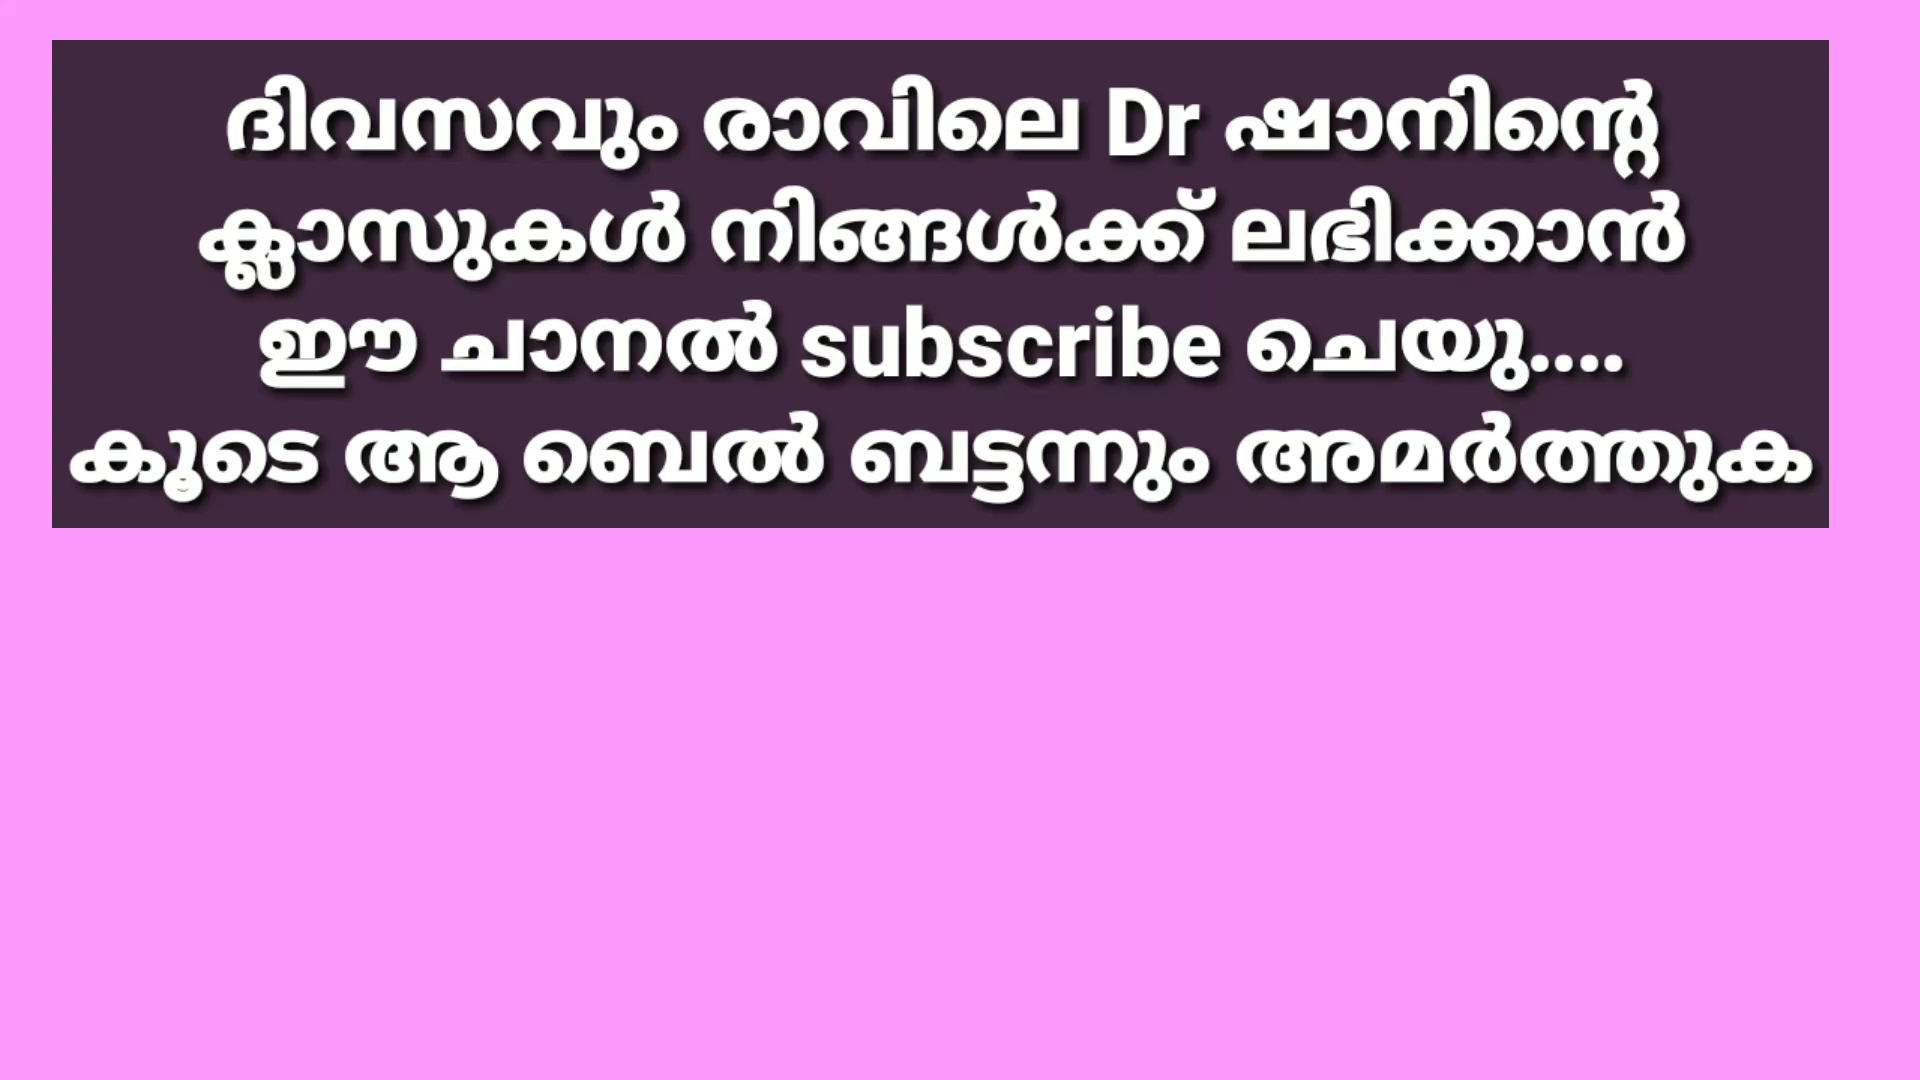 ദിവസവും രാവിലെ Dr ഷാനിന്റെ
ക്ലാസുകൾ നിങ്ങൾക്ക് ലഭിക്കാൻ
ഈ ചാനൽ subscribe ചെയു....
കൂടെ ആ ബെൽ ബട്ടന്നും അമർത്തുക